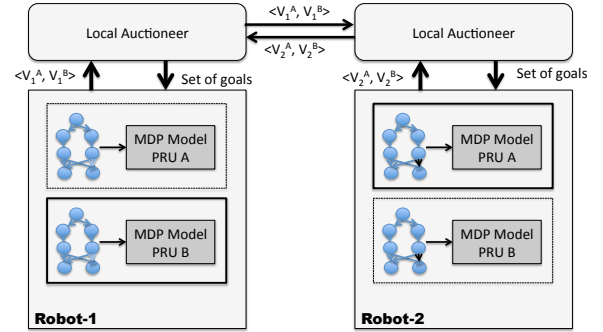 <V₁ᴬ, V₁ᴮ>
Local Auctioneer
Local Auctioneer
<V₂ᴬ, V₂ᴮ>
<V₁ᴬ, V₁ᴮ>
Set of goals
<V₂ᴬ, V₂ᴮ>
Set of goals
MDP Model
PRU A
MDP Model
PRU B
Robot-1
MDP Model
PRU A
MDP Model
PRU B
Robot-2